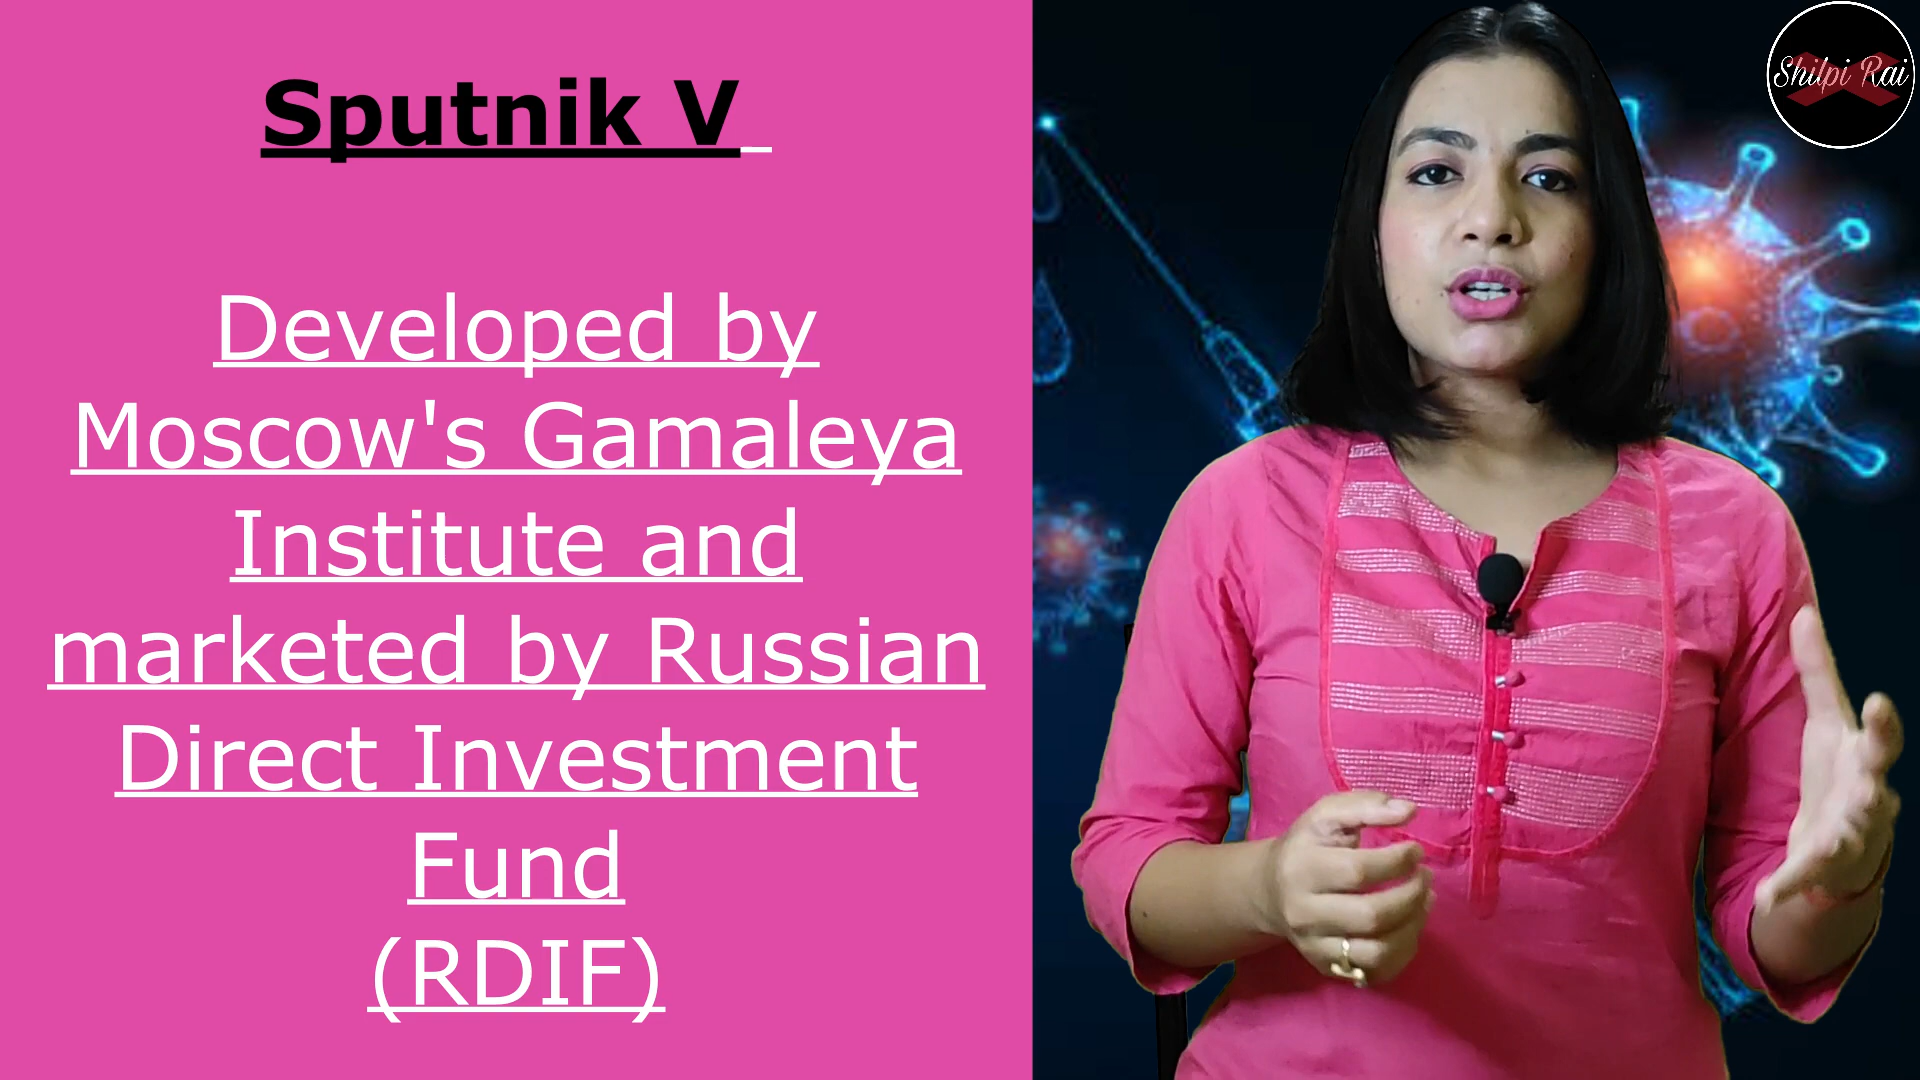 Sputnik V
Developed by
Moscow's Gamaleya
Institute and
marketed by Russian
Direct Investment
Fund
(RDIF)
Shilpi Rai